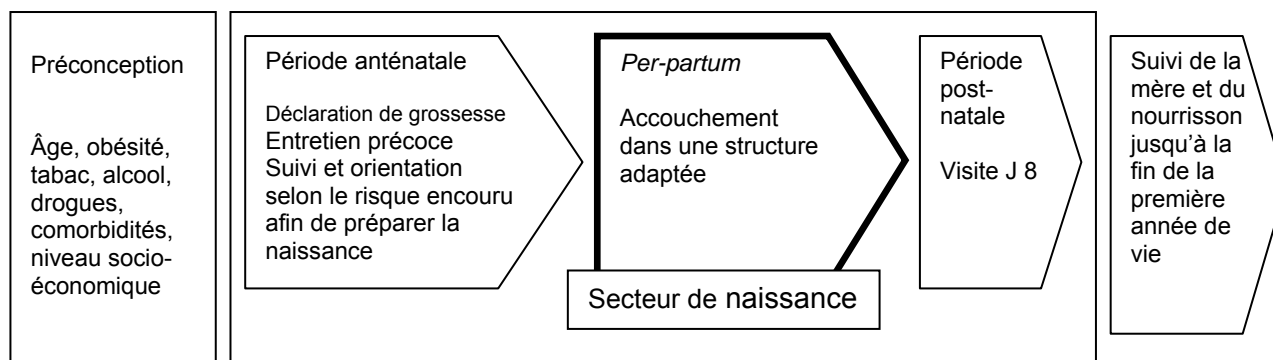 Préconception
Âge, obésité,
tabac, alcool,
drogues,
comorbidités,
niveau socio-
économique
Période anténatale
Déclaration de grossesse
Entretien précoce
Suivi et orientation
selon le risque encouru
afin de préparer la
naissance
Per-partum
Accouchement
dans une structure
adaptée
Secteur de naissance
Période
post-
natale
Visite J 8
Suivi de la
mère et du
nourrisson
jusqu'à la
fin de la
première
année de
vie